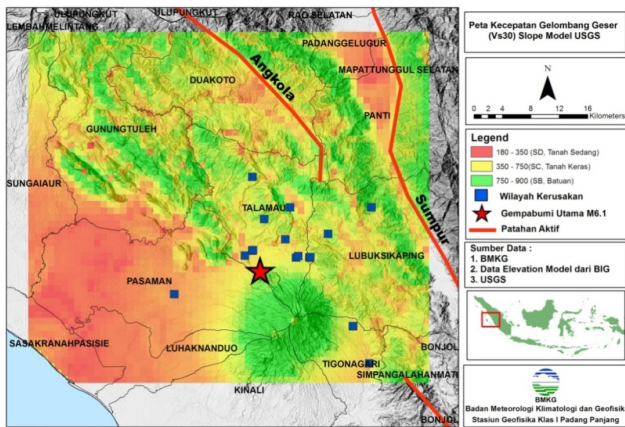 ULUPUNGKUT
ULUPUNGKUT
RAO SELATAN
LEMBAHMELINTANG
PADANGGELUGUR
MAPATTUNGGUL SELATAN
DUAKOTO
Angkola
PANTI
GUNUNGTULEH
SUNGAIAUR
TALAMAU
Sumpur
LUBUKSIKAPING
PASAMAN
SASAKRANAHPASISIE
LUHAKNANDUO
BONJOL
TIGONAGARI
SIMPANGALAHANMATI
KINALI
BONJOL
Peta Kecepatan Gelombang Geser
(Vs30) Slope Model USGS
N
0 2 4 8 12 16
Kilometers
Legend
180 - 350 (SD, Tanah Sedang)
350 - 750(SC, Tanah Keras)
750 - 900 (SB, Batuan)
Wilayah Kerusakan
Gempabumi Utama M6.1
Patahan Aktif
Sumber Data :
1. BMKG
2. Data Elevation Model dari BIG
3. USGS
BMKG
Badan Meteorologi Klimatologi dan Geofisika
Stasiun Geofisika Klas I Padang Panjang